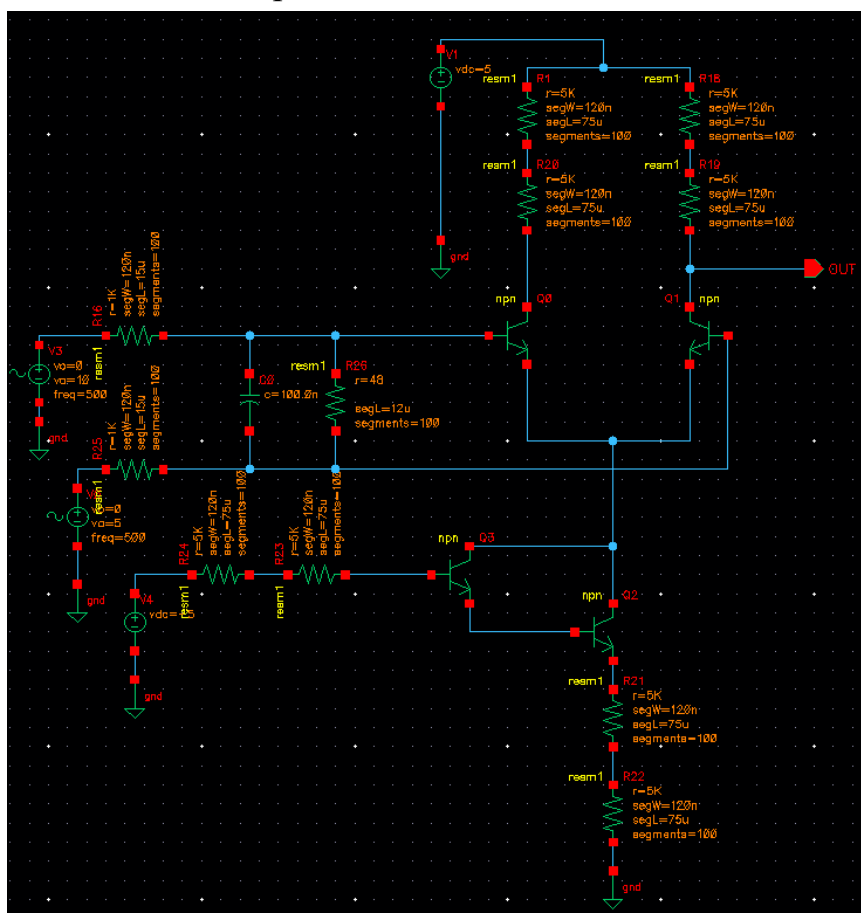 V1
vdc=5
resm1
R1
r=5K
segW=120n
segL=75u
segments=100
resm1
R18
r=5K
segW=120n
segL=75u
segments=100
resm1
R20
r=5K
segW=120n
segL=75u
segments=100
resm1
R19
r=5K
segW=120n
segL=75u
segments=100
gnd
OUT
npn
Q0
Q1
npn
R16
r=1K
segW=120n
segL=15u
segments=100
resm1
V3
vo=0
va=10
freq=500
gnd
C0
c=100.0n
resm1
R26
r=48
segL=12u
segments=100
R25
r=1K
segW=120n
segL=15u
segments=100
resm1
va=5
freq=500
gnd
R24
r=5K
segW=120n
segL=75u
segments=100
resm1
R23
r=5K
segW=120n
segL=75u
segments=100
resm1
V4
gnd
npn
Q3
npn
Q2
resm1
R21
r=5K
segW=120n
segL=75u
segments=100
resm1
R22
r=5K
segW=120n
segL=75u
segments=100
gnd